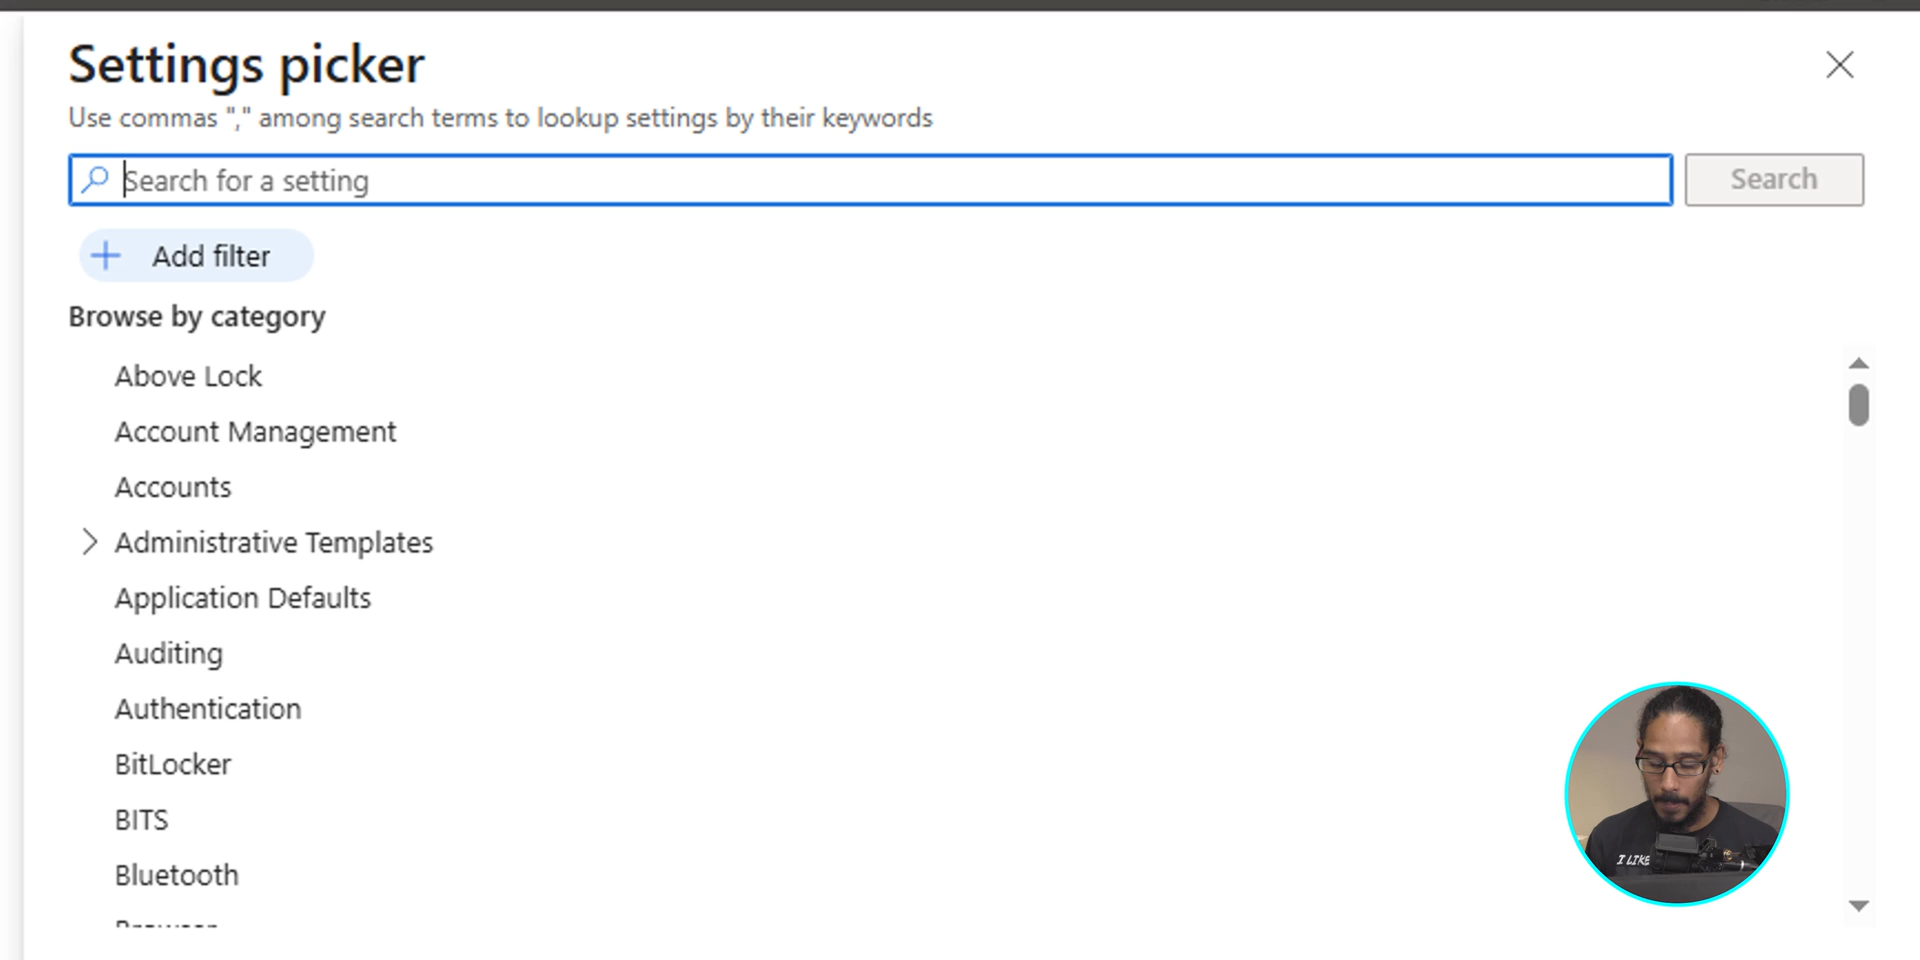 Settings picker
Use commas "," among search terms to lookup settings by their keywords
Search for a setting
Search
Add filter
Browse by category
Above Lock
Account Management
Accounts
Administrative Templates
Application Defaults
Auditing
Authentication
BitLocker
BITS
Bluetooth
I LIKE